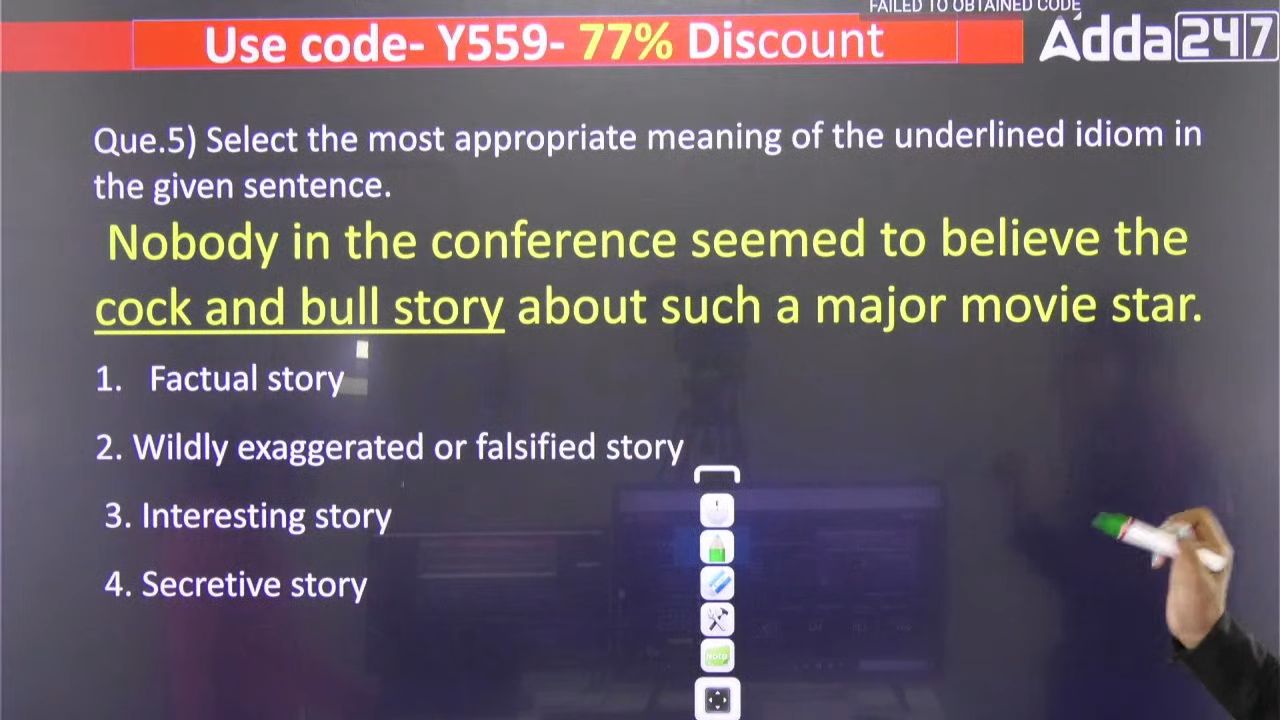 FAILED TO OBTAINED CODE
Use code- Y559- 77% Discount
Adda247
Que.5) Select the most appropriate meaning of the underlined idiom in
the given sentence.
Nobody in the conference seemed to believe the
cock and bull story about such a major movie star.
1. Factual story
2. Wildly exaggerated or falsified story
3. Interesting story
4. Secretive story